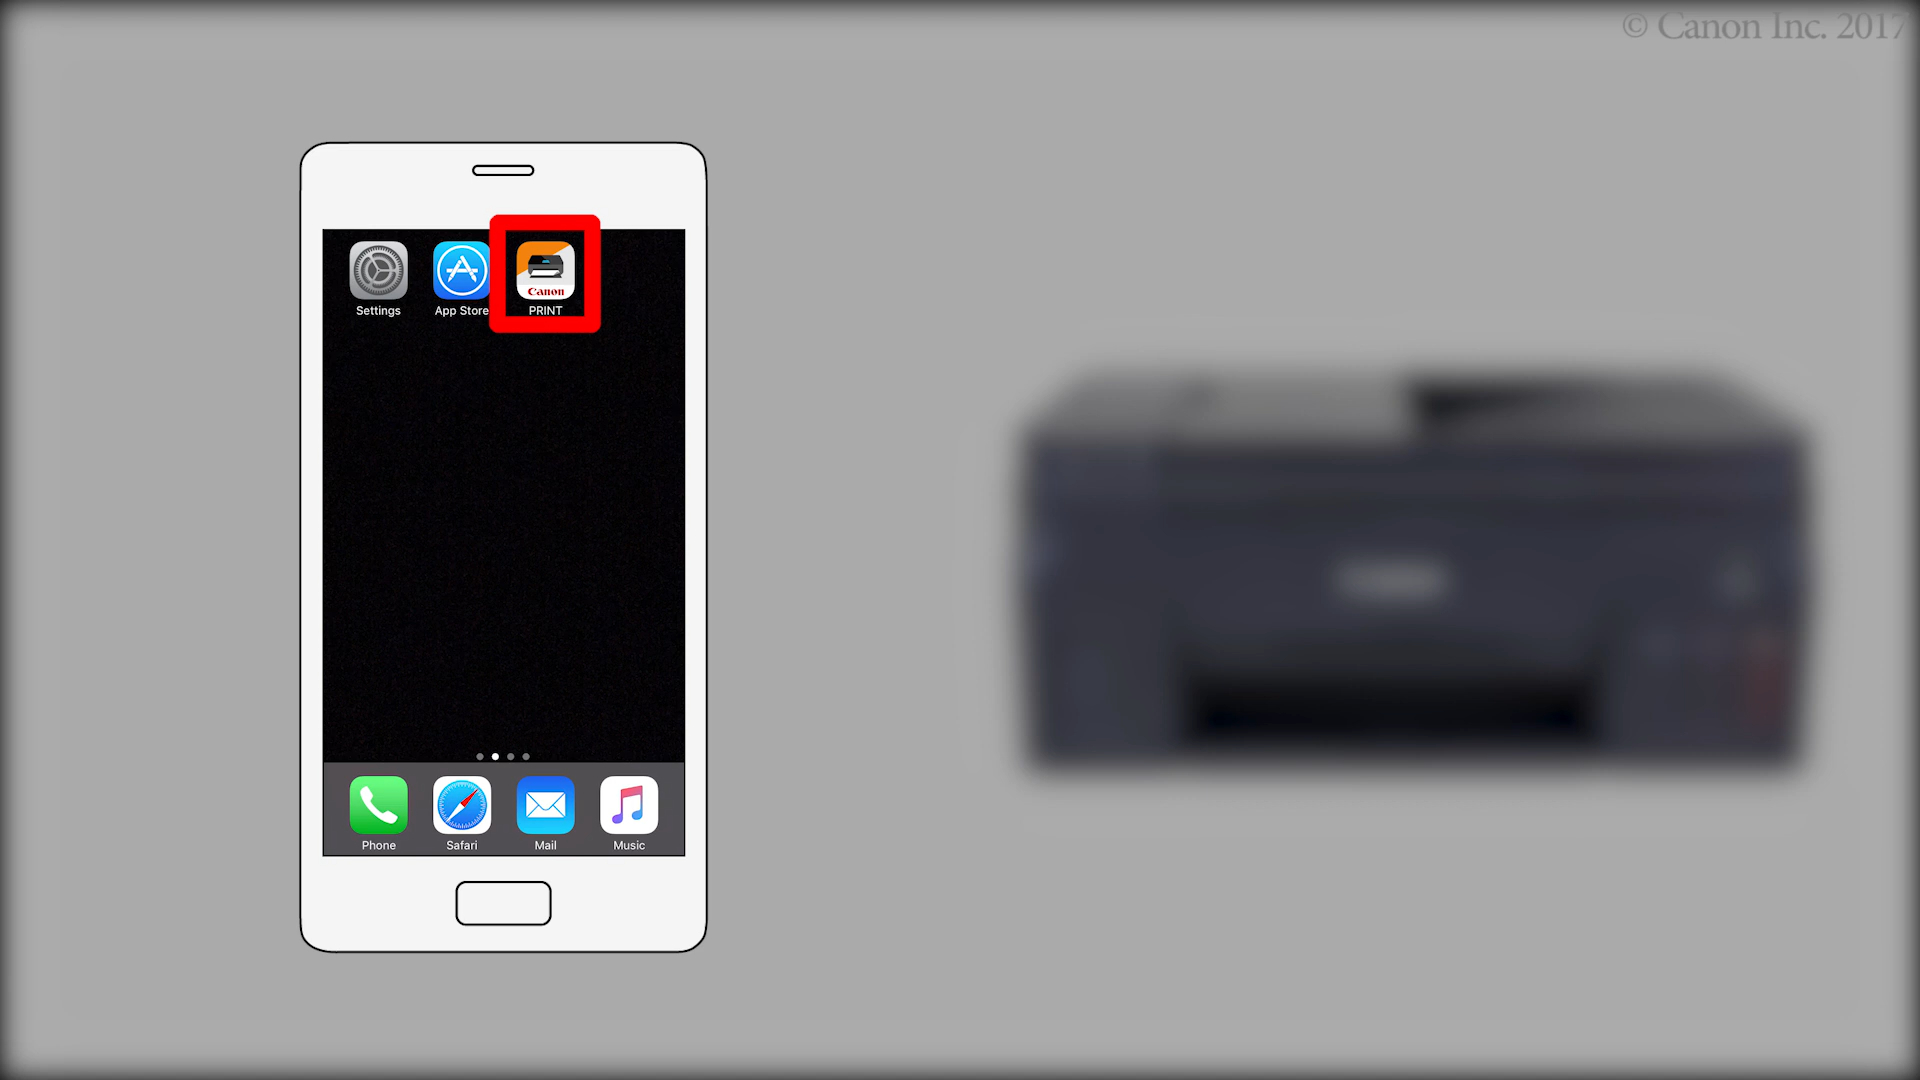 © Canon Inc. 2017
Settings
App Store
Canon
PRINT
Phone
Safari
Mail
Music